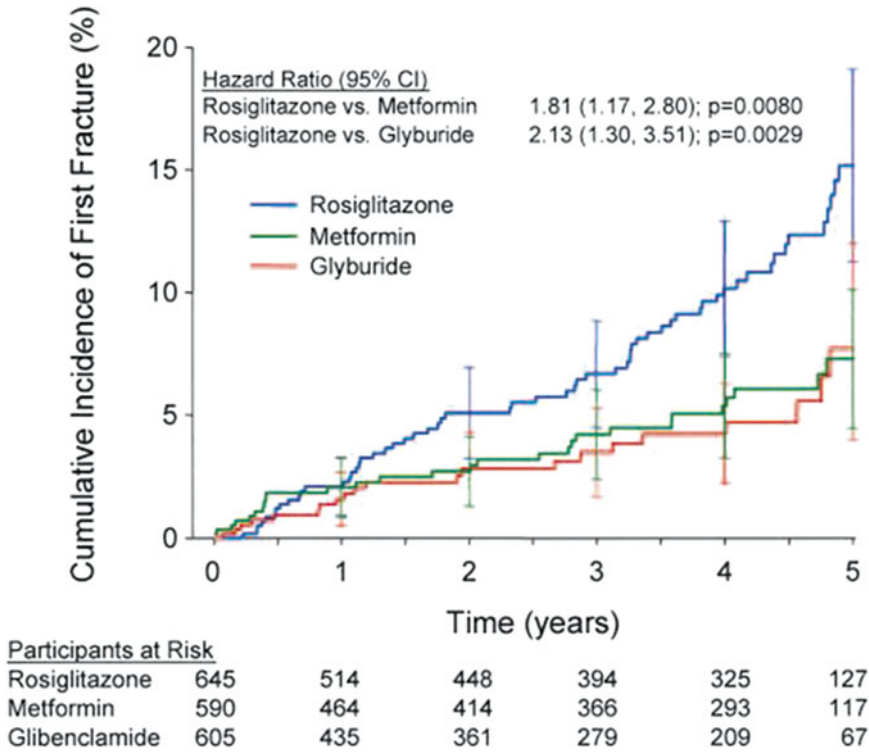 Cumulative Incidence of First Fracture (%)
20
15
10
5
0
Hazard Ratio (95% CI)
Rosiglitazone vs. Metformin 1.81 (1.17, 2.80); p=0.0080
Rosiglitazone vs. Glyburide 2.13 (1.30, 3.51); p=0.0029
Rosiglitazone
Metformin
Glyburide
0 1 2 3 4 5
Time (years)
Participants at Risk
Rosiglitazone 645 514 448 394 325 127
Metformin 590 464 414 366 293 117
Glibenclamide 605 435 361 279 209 67